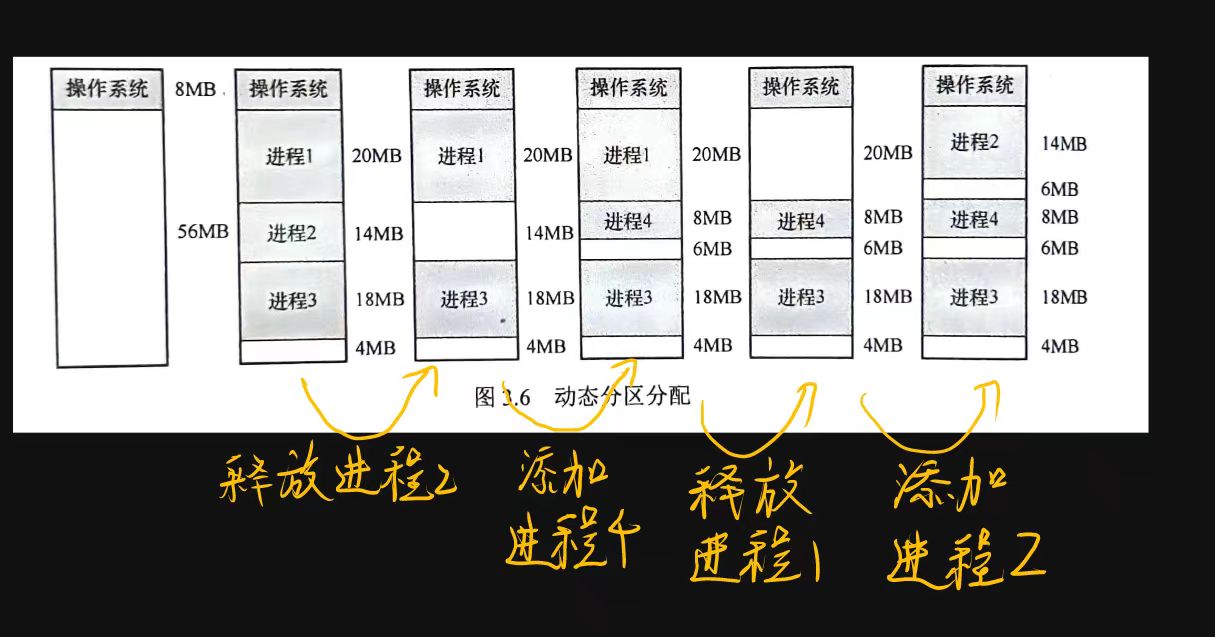 操作系统 8MB 操作系统 操作系统 操作系统 操作系统 操作系统
进程1 20MB 进程1 20MB 进程1 20MB 20MB 进程2 14MB
6MB
56MB 进程2 14MB 14MB 进程4 8MB 进程4 8MB 进程4 8MB
6MB 6MB 6MB
进程3 18MB 进程3 18MB 进程3 18MB 进程3 18MB 进程3 18MB
4MB 4MB 4MB 4MB 4MB
图 3.6 动态分区分配
释放进程2 添加 释放 添加
进程4 进程1 进程2